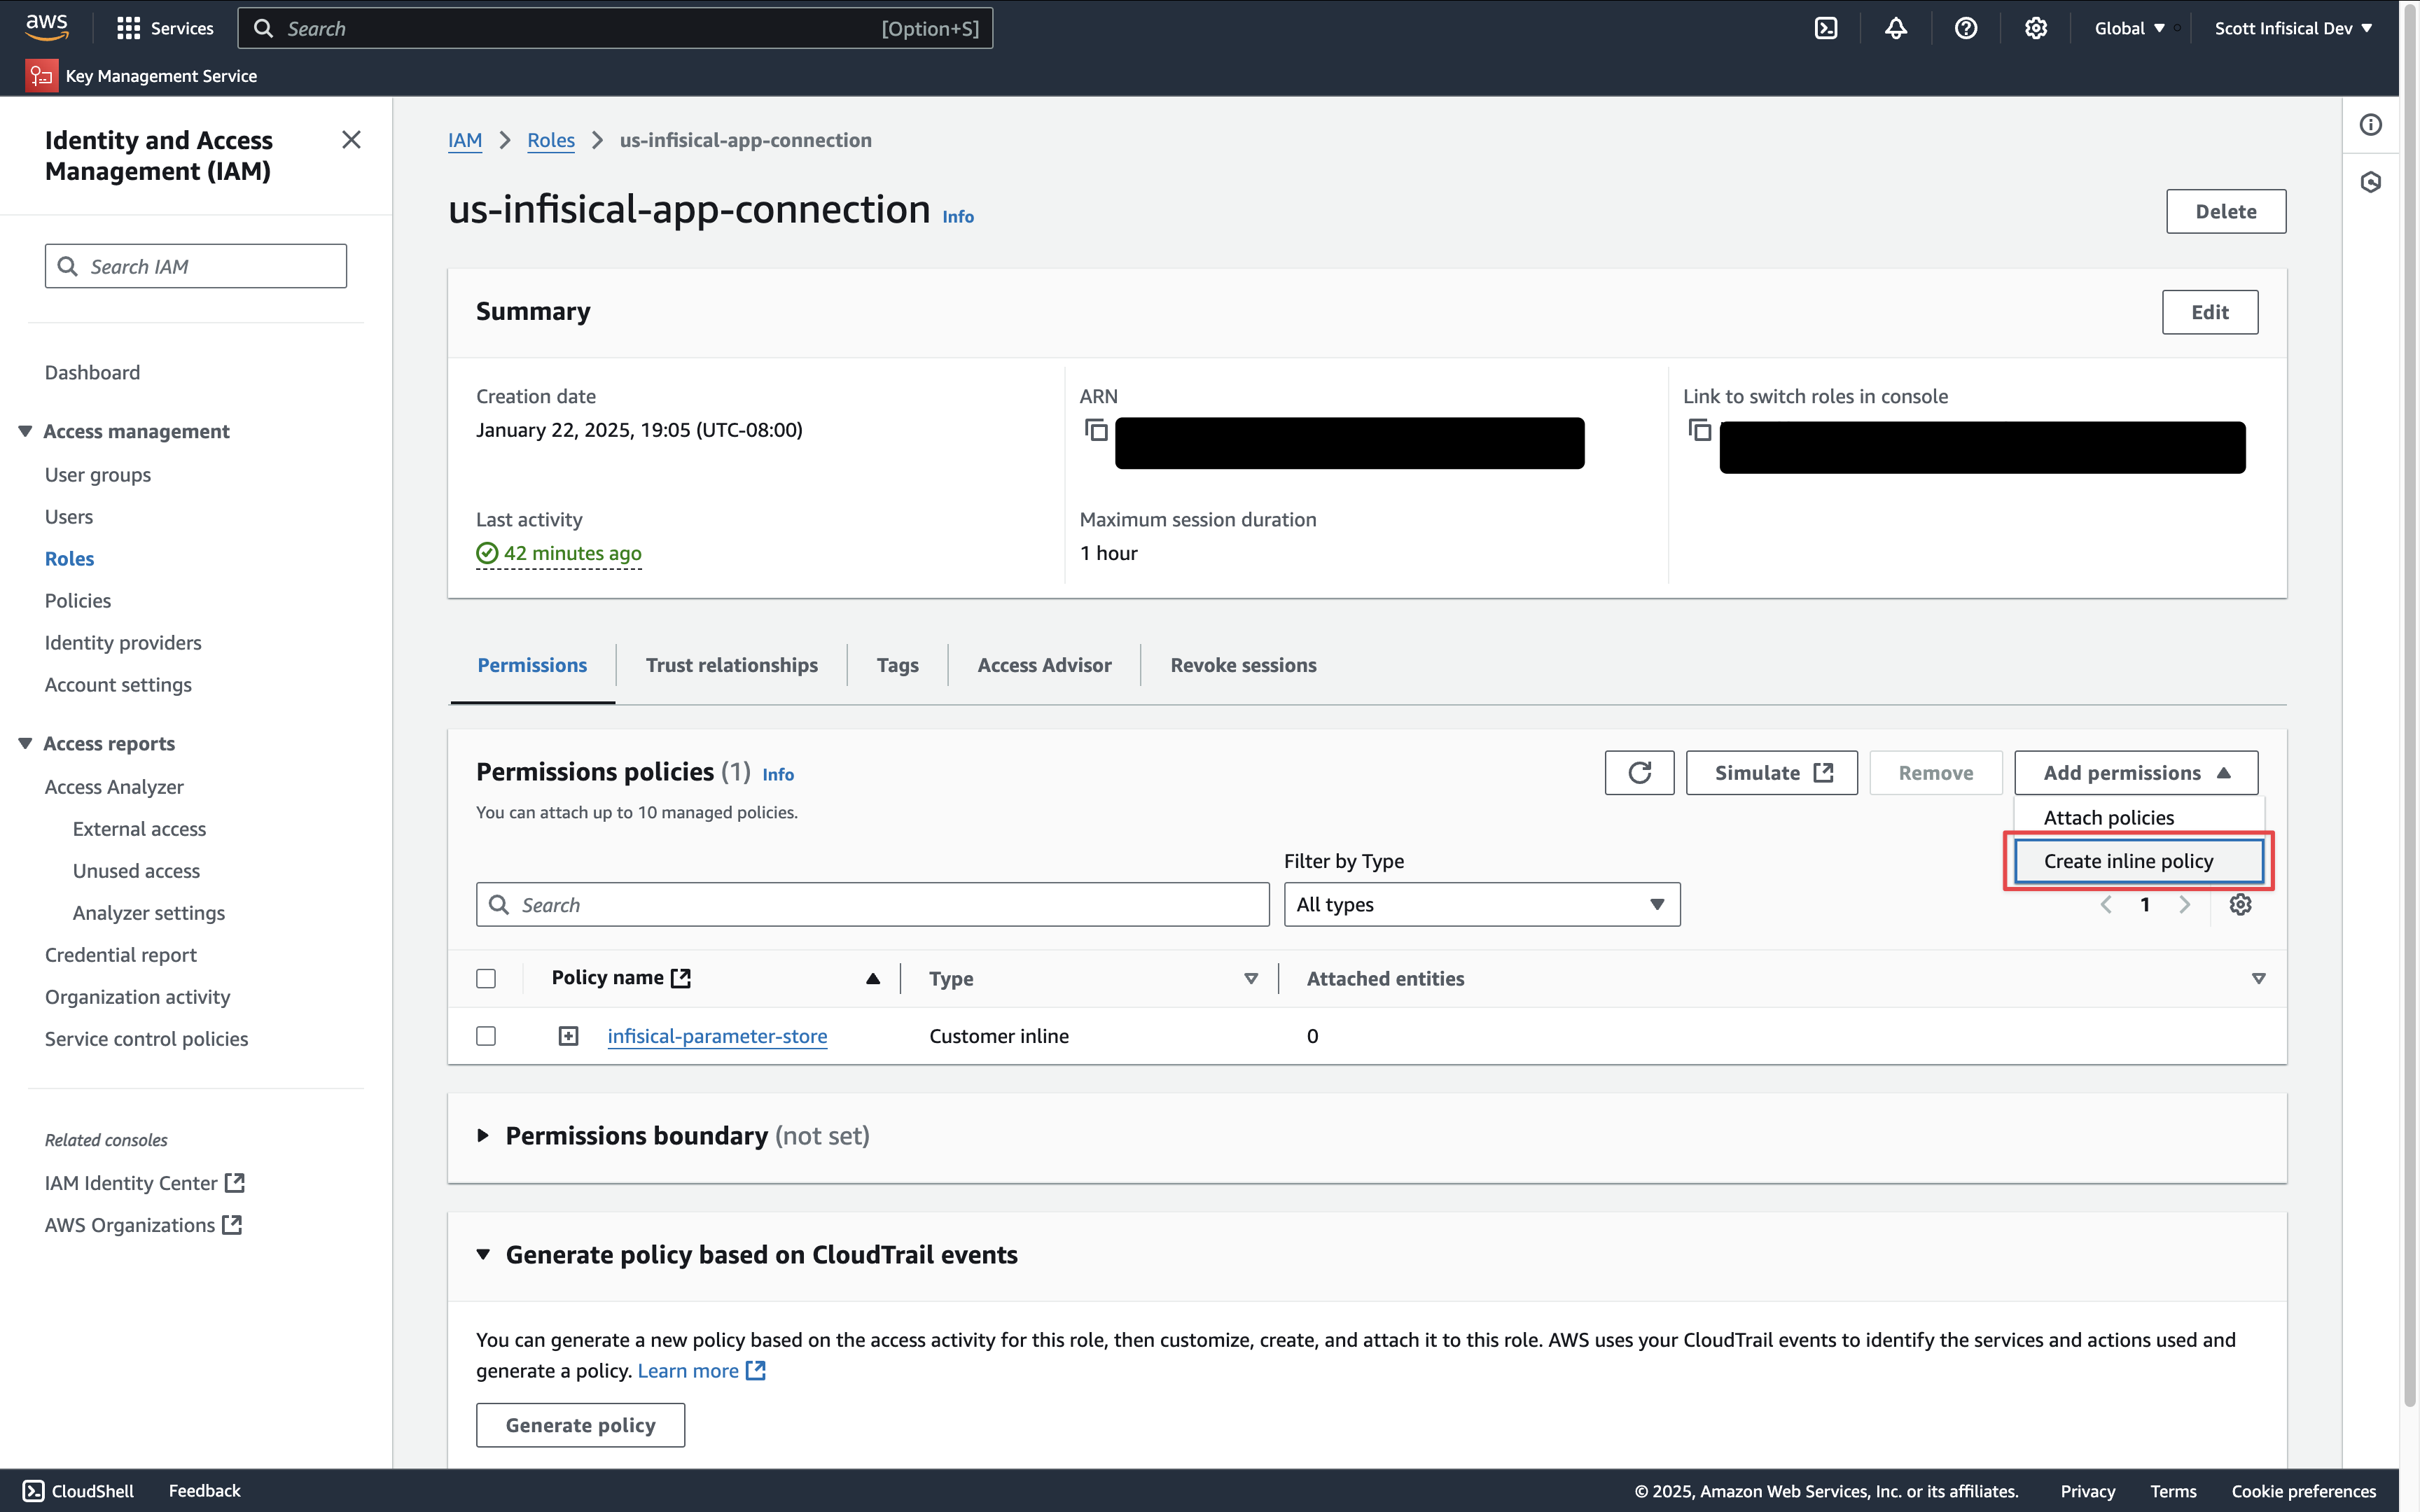 aws
Services
Search
[Option+S]
Global
Scott Infisical Dev
Key Management Service
Identity and Access
Management (IAM)
Search IAM
Dashboard
Access management
User groups
Users
Roles
Policies
Identity providers
Account settings
Access reports
Access Analyzer
External access
Unused access
Analyzer settings
Credential report
Organization activity
Service control policies
Related consoles
IAM Identity Center
AWS Organizations
IAM > Roles > us-infisical-app-connection
us-infisical-app-connection Info
Delete
Summary
Edit
Creation date
January 22, 2025, 19:05 (UTC-08:00)
ARN
Link to switch roles in console
Last activity
42 minutes ago
Maximum session duration
1 hour
Permissions
Trust relationships
Tags
Access Advisor
Revoke sessions
Permissions policies (1) Info
You can attach up to 10 managed policies.
Simulate
Remove
Add permissions
Attach policies
Create inline policy
Filter by Type
Search
All types
1
Policy name
Type
Attached entities
infisical-parameter-store
Customer inline
0
Permissions boundary (not set)
Generate policy based on CloudTrail events
You can generate a new policy based on the access activity for this role, then customize, create, and attach it to this role. AWS uses your CloudTrail events to identify the services and actions used and
generate a policy. Learn more
Generate policy
CloudShell
Feedback
© 2025, Amazon Web Services, Inc. or its affiliates.
Privacy
Terms
Cookie preferences